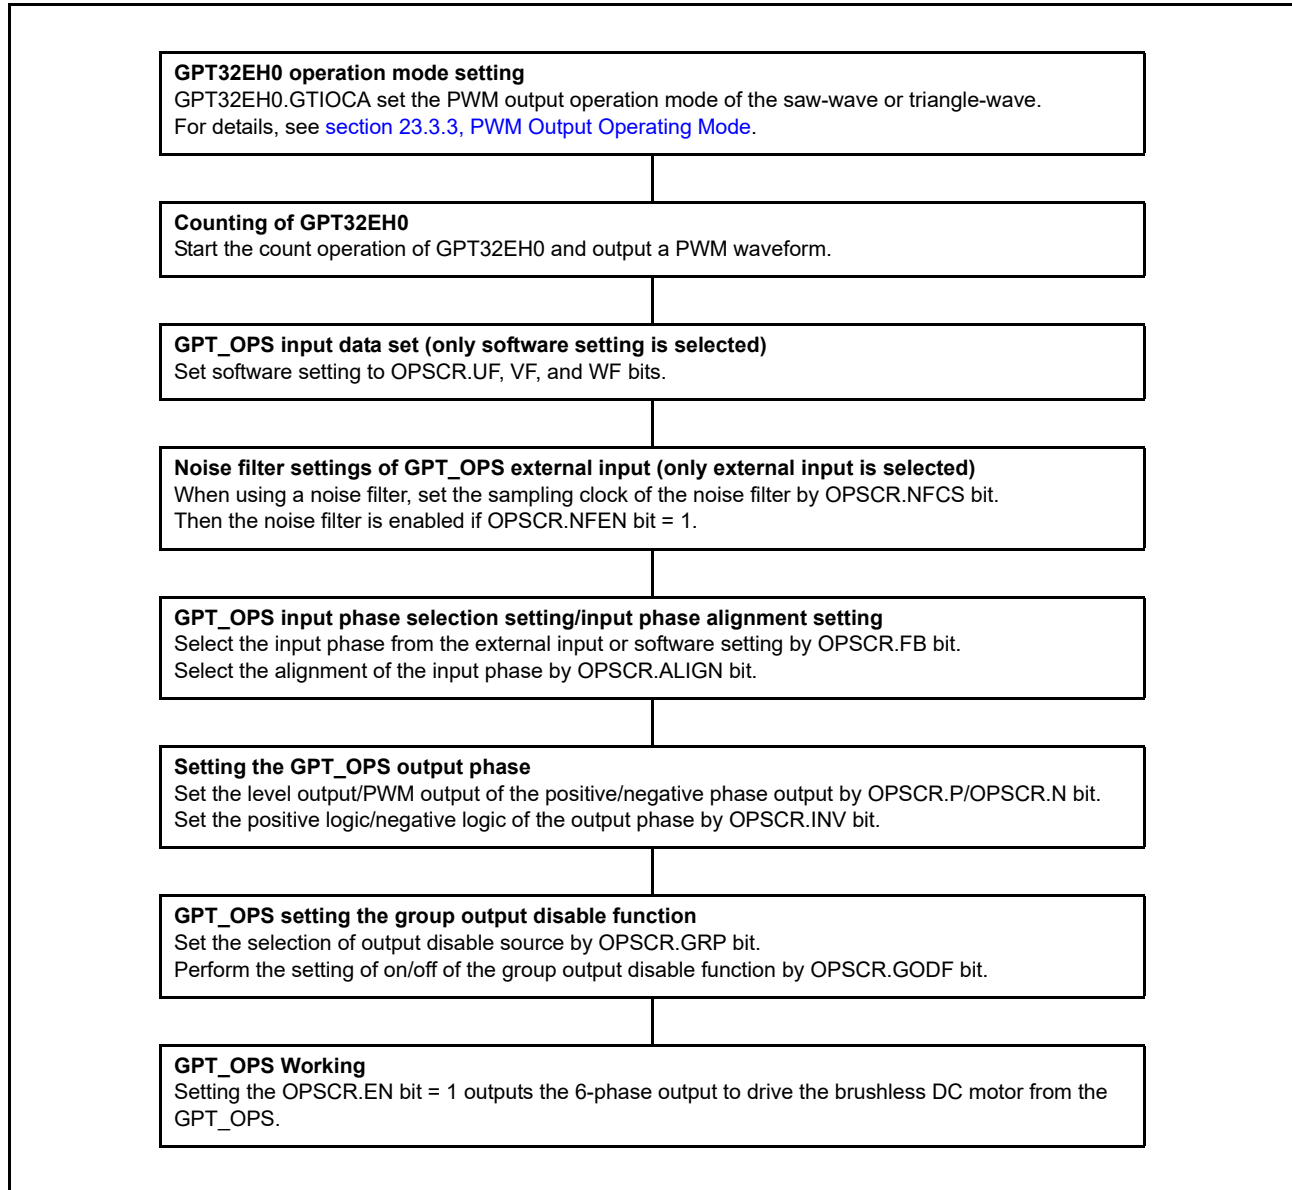 GPT32EH0 operation mode setting
GPT32EH0.GTIOCA set the PWM output operation mode of the saw-wave or triangle-wave.
For details, see section 23.3.3, PWM Output Operating Mode.
Counting of GPT32EH0
Start the count operation of GPT32EH0 and output a PWM waveform.
GPT_OPS input data set (only software setting is selected)
Set software setting to OPSCR.UF, VF, and WF bits.
Noise filter settings of GPT_OPS external input (only external input is selected)
When using a noise filter, set the sampling clock of the noise filter by OPSCR.NFCS bit.
Then the noise filter is enabled if OPSCR.NFEN bit = 1.
GPT_OPS input phase selection setting/input phase alignment setting
Select the input phase from the external input or software setting by OPSCR.FB bit.
Select the alignment of the input phase by OPSCR.ALIGN bit.
Setting the GPT_OPS output phase
Set the level output/PWM output of the positive/negative phase output by OPSCR.P/OPSCR.N bit.
Set the positive logic/negative logic of the output phase by OPSCR.INV bit.
GPT_OPS setting the group output disable function
Set the selection of output disable source by OPSCR.GRP bit.
Perform the setting of on/off of the group output disable function by OPSCR.GODF bit.
GPT_OPS Working
Setting the OPSCR.EN bit = 1 outputs the 6-phase output to drive the brushless DC motor from the
GPT_OPS.